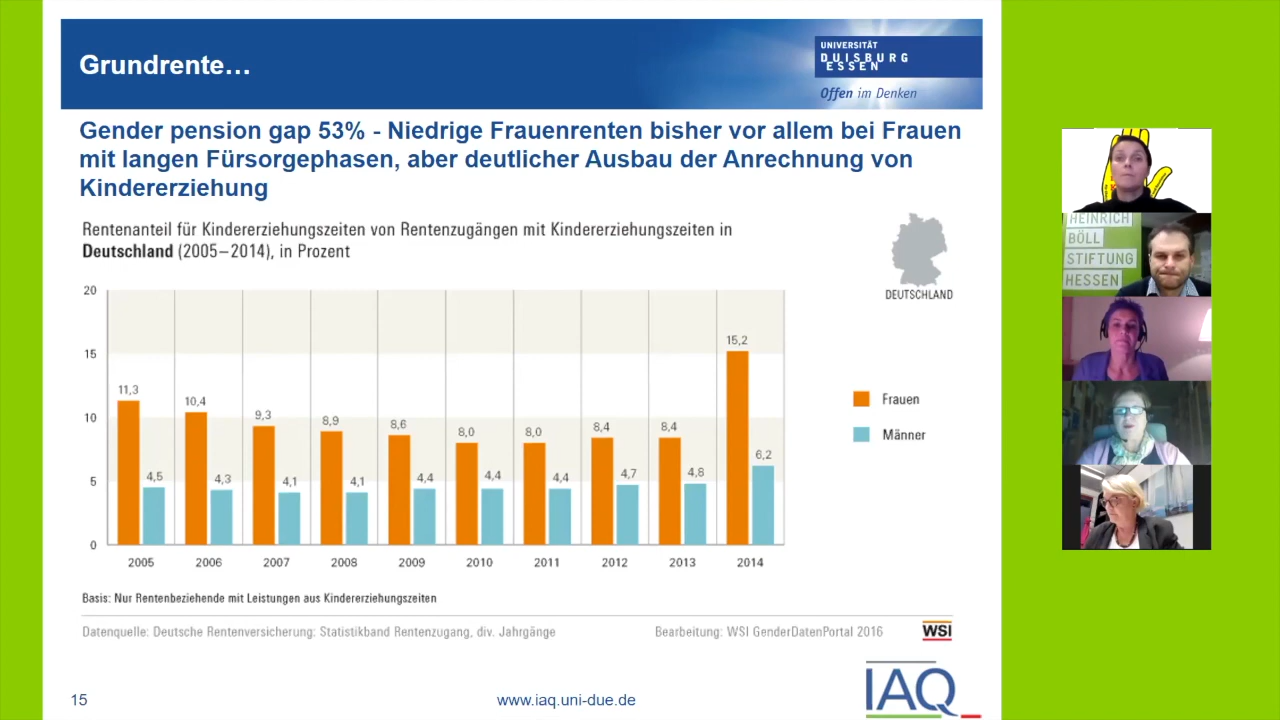 Grundrente…
UNIVERSITÄT
DUISBURG
ESSEN
Offen im Denken
Gender pension gap 53% - Niedrige Frauenrenten bisher vor allem bei Frauen
mit langen Fürsorgephasen, aber deutlicher Ausbau der Anrechnung von
Kindererziehung
Rentenanteil für Kindererziehungszeiten von Rentenzugängen mit Kindererziehungszeiten in
Deutschland (2005–2014), in Prozent
DEUTSCHLAND
20
15
10
5
0
11,3
4,5
10,4
4,3
9,3
4,1
8,9
4,1
8,6
4,4
8,0
4,4
8,0
4,4
8,4
4,7
8,4
4,8
15,2
6,2
2005 2006 2007 2008 2009 2010 2011 2012 2013 2014
Frauen
Männer
Basis: Nur Rentenbeziehende mit Leistungen aus Kindererziehungszeiten
Datenquelle: Deutsche Rentenversicherung: Statistikband Rentenzugang, div. Jahrgänge
Bearbeitung: WSI GenderDatenPortal 2016
WSI
15
www.iaq.uni-due.de
IAQ
HEINRICH
BÖLL
STIFTUNG
HESSEN